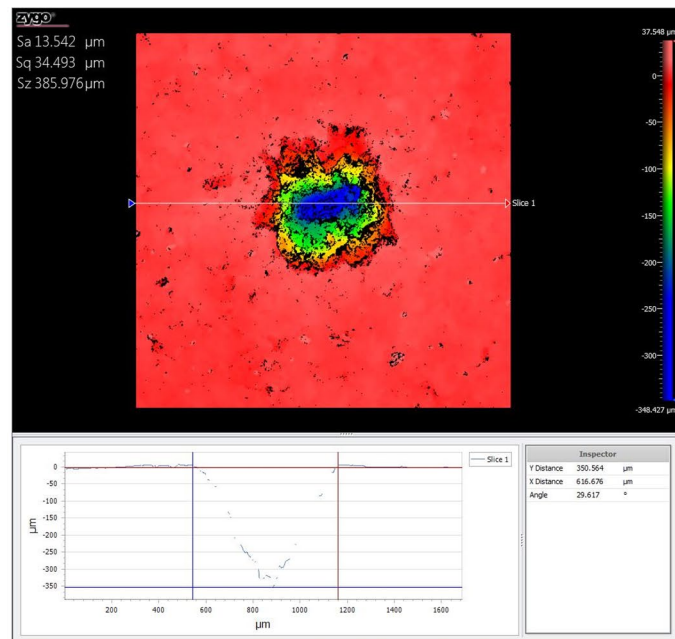 zygo®
Sa 13.542 µm
Sq 34.493 µm
Sz 385.976 µm
37.548 µm
0
-50
-100
-150
-200
-250
-300
-348.427 µm
Slice 1
Slice 1
µm
0
-50
-100
-150
-200
-250
-300
-350
200 400 600 800 1000 1200 1400 1600
µm
Inspector
Y Distance 350.564 µm
X Distance 616.676 µm
Angle 29.617 °